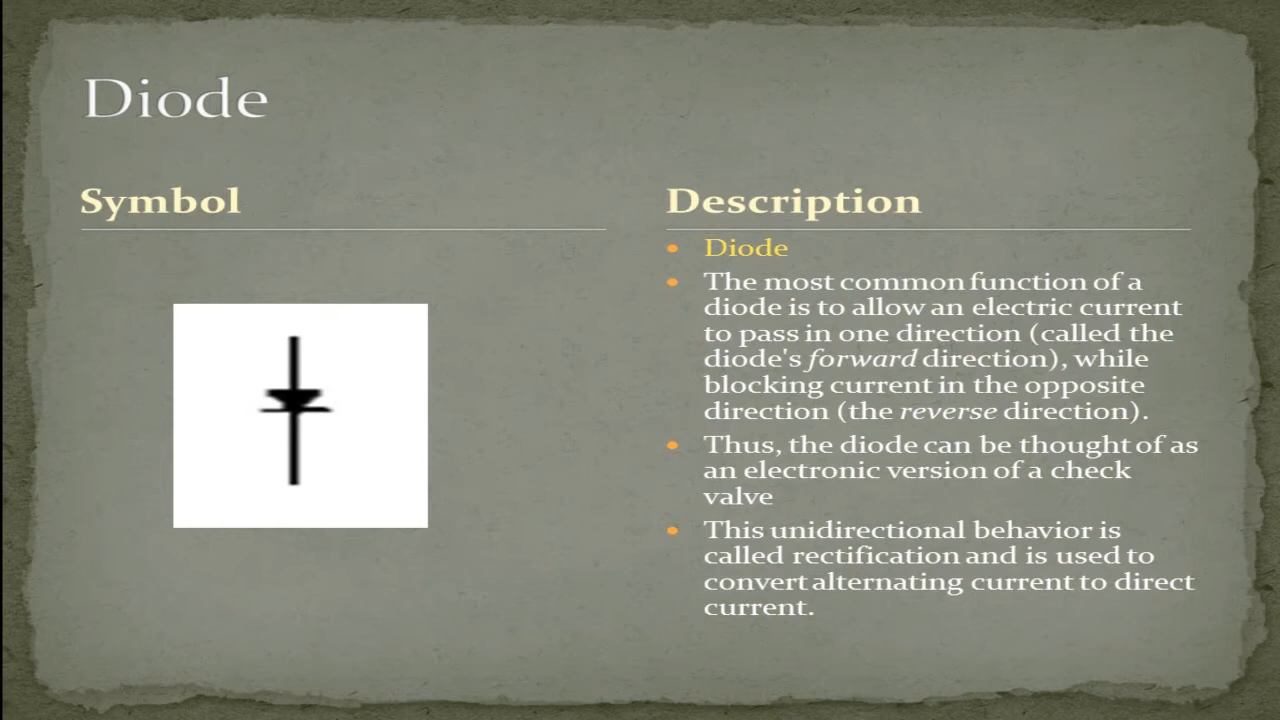 Diode
Symbol
Description
Diode
The most common function of a
diode is to allow an electric current
to pass in one direction (called the
diode's forward direction), while
blocking current in the opposite
direction (the reverse direction).
Thus, the diode can be thought of as
an electronic version of a check
valve
This unidirectional behavior is
called rectification and is used to
convert alternating current to direct
current.